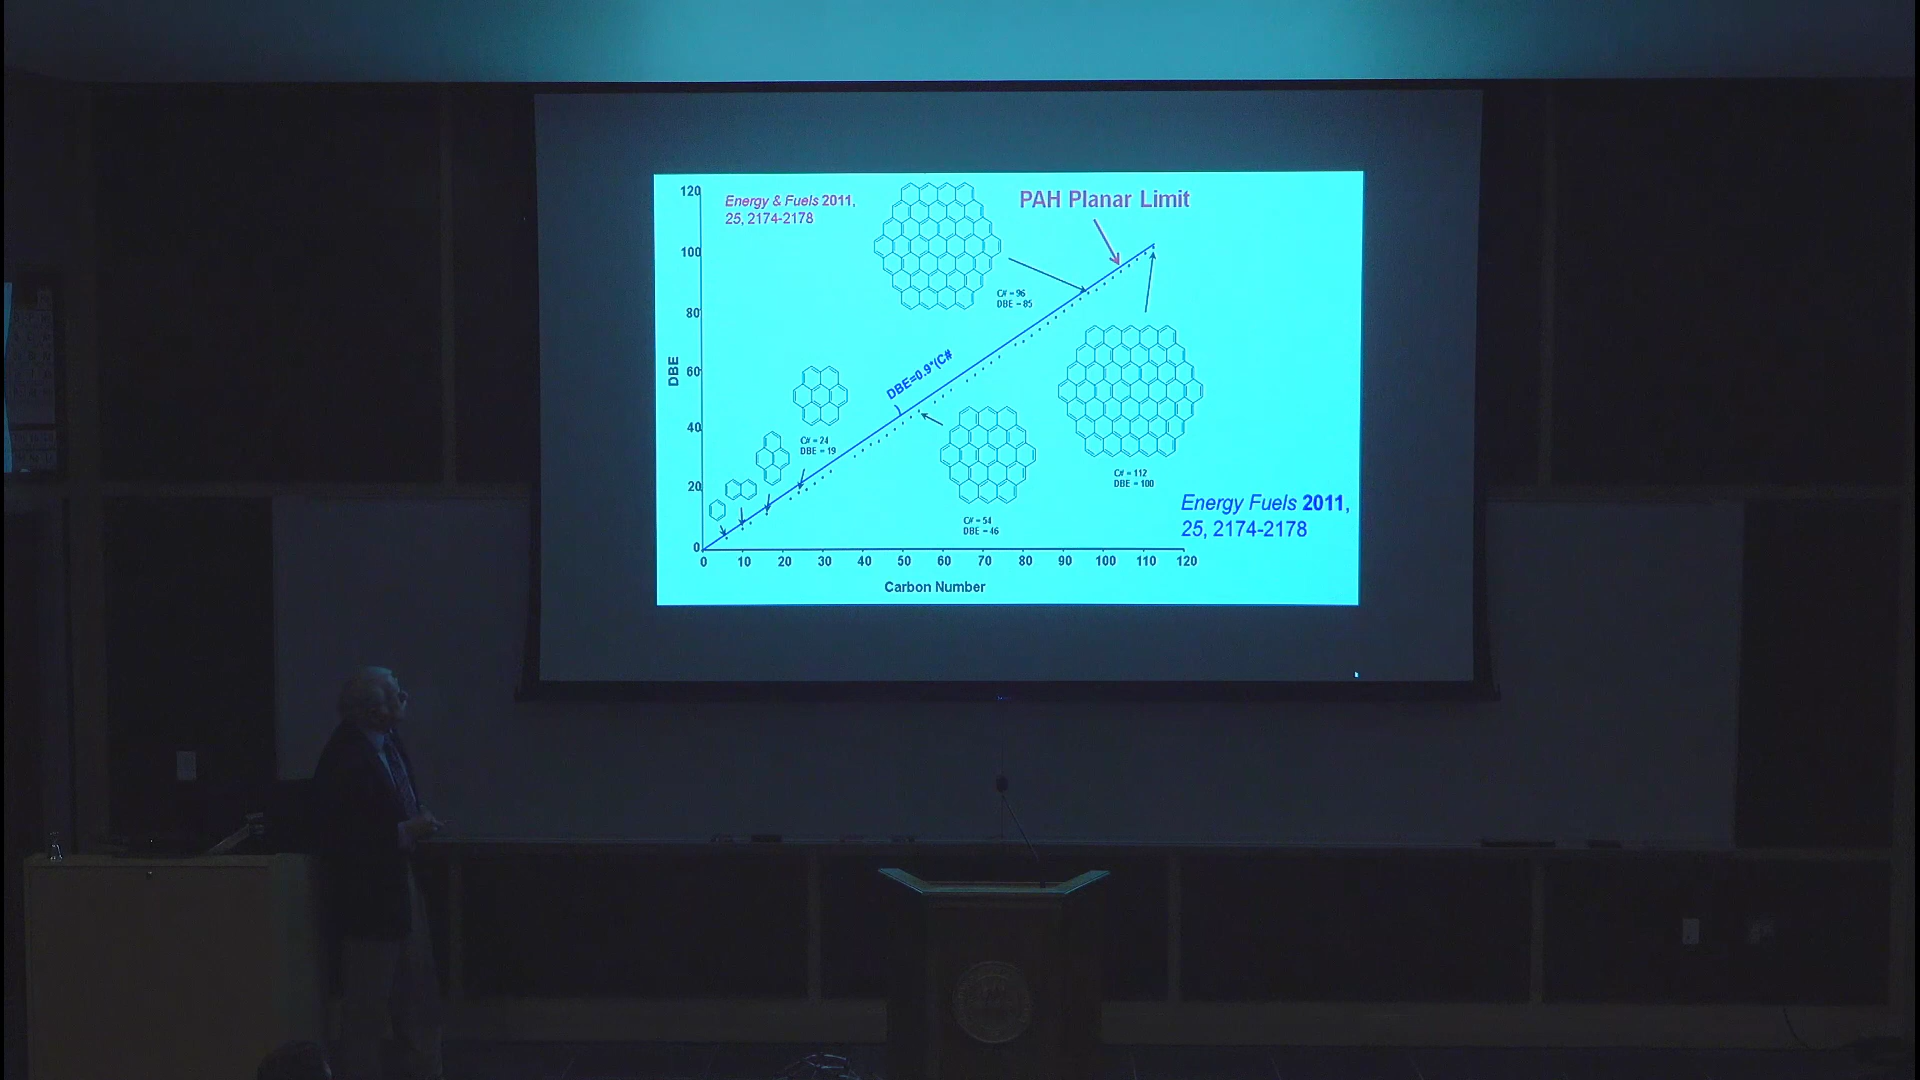 Energy & Fuels 2011,
25, 2174-2178
PAH Planar Limit
120
100
80
60
40
20
0
DBE
DBE=0.9*(C#
C# = 96
DBE = 85
C# = 24
DBE = 19
C# = 54
DBE = 46
C# = 112
DBE = 100
Energy Fuels 2011,
25, 2174-2178
0 10 20 30 40 50 60 70 80 90 100 110 120
Carbon Number